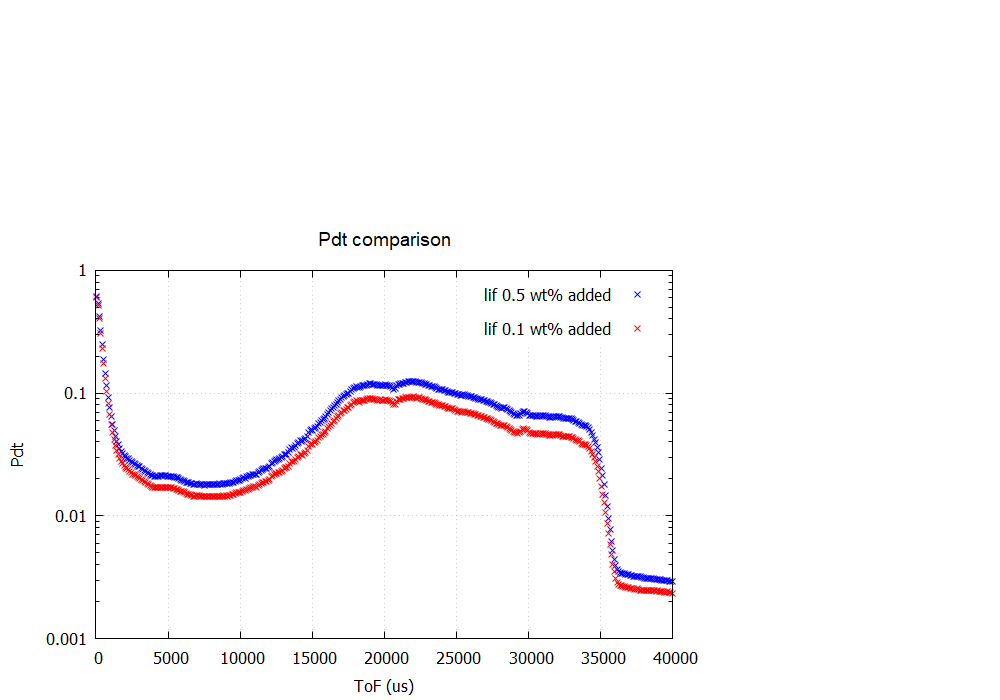 Pdt comparison
1
lif 0.5 wt% added
lif 0.1 wt% added
0.1
Pdt
0.01
0.001
0 5000 10000 15000 20000 25000 30000 35000 40000
ToF (us)